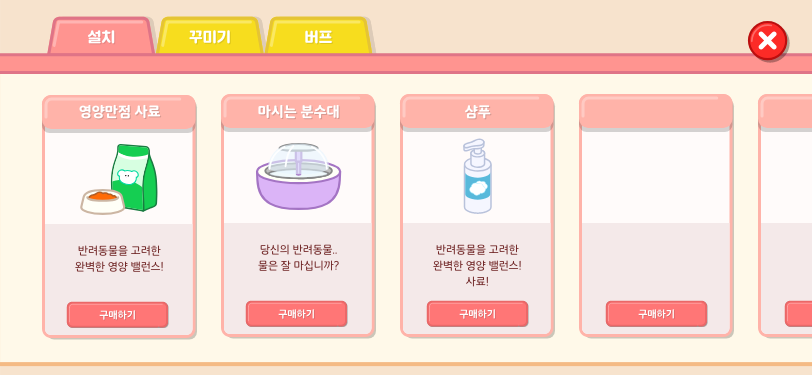 설치
꾸미기
버프
영양만점 사료
반려동물을 고려한
완벽한 영양 밸런스!
구매하기
마시는 분수대
당신의 반려동물..
물은 잘 마십니까?
구매하기
샴푸
반려동물을 고려한
완벽한 영양 밸런스!
사료!
구매하기
구매하기